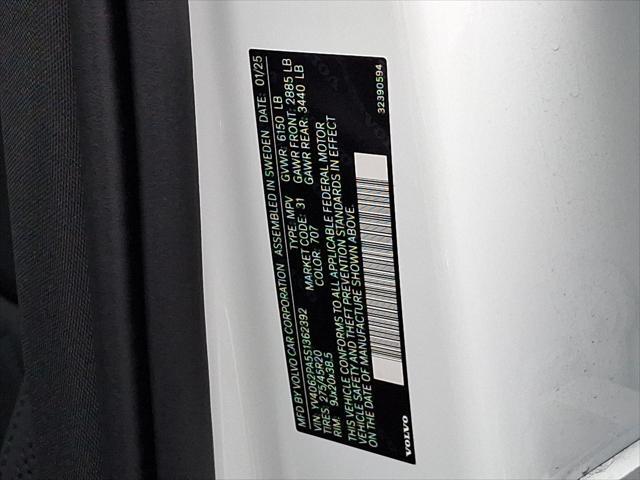 MFD BY VOLVO CAR CORPORATION ASSEMBLED IN SWEDEN DATE: 01/25
VIN: YV4062PA5S1362392 TYPE: MPV GVWR: 6150 LB
TIRES: 275/45R20 MARKET CODE: 31 GAWR FRONT: 2885 LB
RIM: 9Jx20x38.5 COLOR: 707 GAWR REAR: 3440 LB
THIS VEHICLE CONFORMS TO ALL APPLICABLE FEDERAL MOTOR
VEHICLE SAFETY AND THEFT PREVENTION STANDARDS IN EFFECT
ON THE DATE OF MANUFACTURE SHOWN ABOVE.
VOLVO 32390594